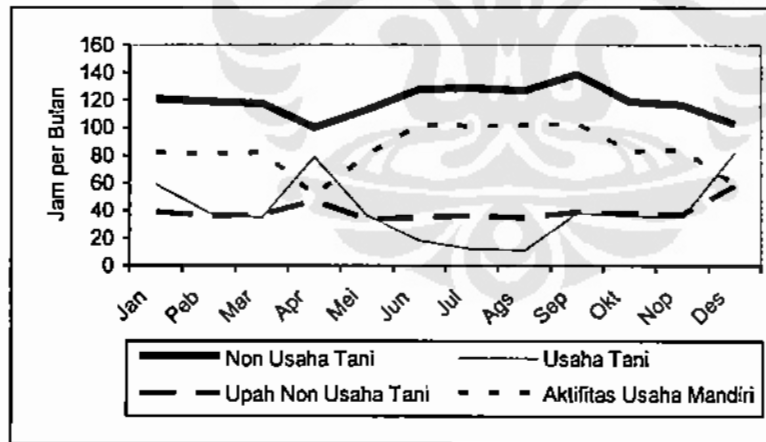 160
140
120
100
80
60
40
20
0
Jam per Bulan
Jan Peb Mar Apr Mei Jun Jul Ags Sep Okt Nop Des
Non Usaha Tani Usaha Tani
Upah Non Usaha Tani Aktifitas Usaha Mandiri